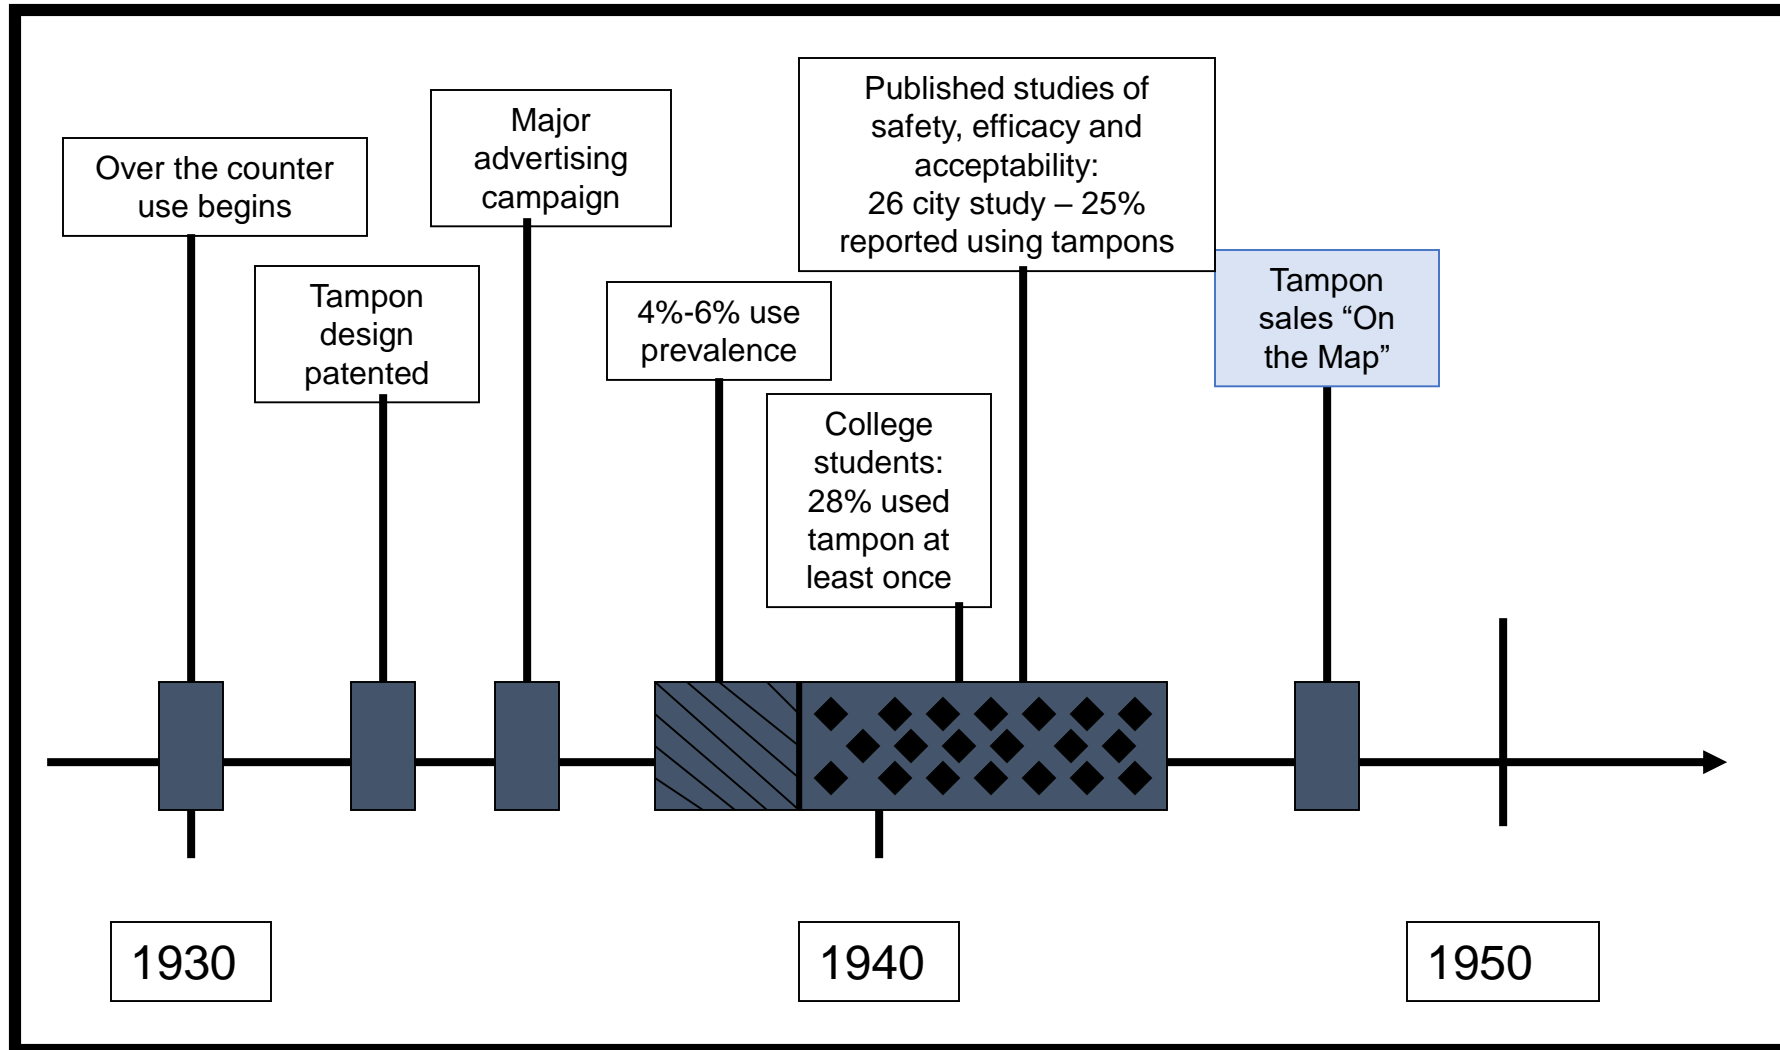 Over the counter
use begins
Tampon
design
patented
Major
advertising
campaign
4%-6% use
prevalence
College
students:
28% used
tampon at
least once
Published studies of
safety, efficacy and
acceptability:
26 city study – 25%
reported using tampons
Tampon
sales “On
the Map”
1930
1940
1950